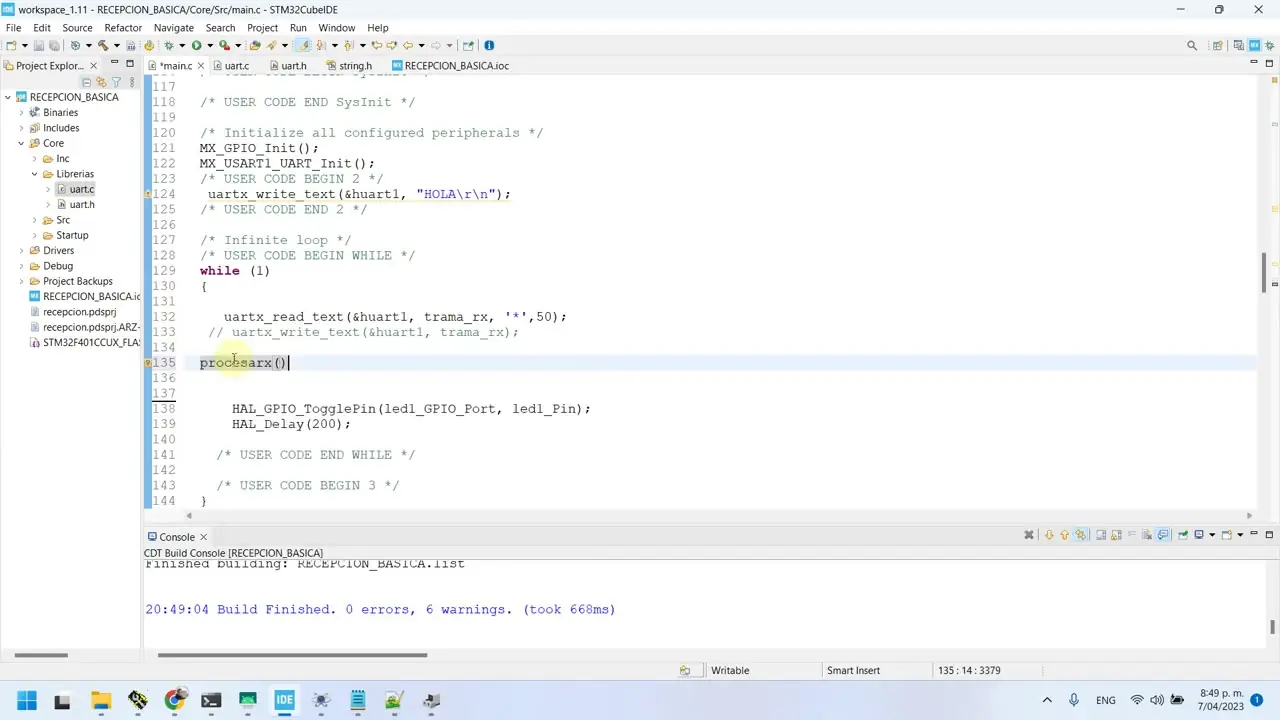 workspace_1.11 - RECEPCION_BASICA/Core/Src/main.c - STM32CubeIDE
File Edit Source Refactor Navigate Search Project Run Window Help
Project Explor...
*main.c uart.c uart.h string.h RECEPCION_BASICA.ioc
RECEPCION_BASICA
Binaries
Includes
Core
Inc
Librerias
uart.c
uart.h
Src
Startup
Drivers
Debug
Project Backups
RECEPCION_BASICA.ic
recepcion.pdsprj
recepcion.pdsprj.ARZ-
STM32F401CCUX_FLAS
117
118 /* USER CODE END SysInit */
119
120 /* Initialize all configured peripherals */
121 MX_GPIO_Init();
122 MX_USART1_UART_Init();
123 /* USER CODE BEGIN 2 */
124 uartx_write_text(&huart1, "HOLA\r\n");
125 /* USER CODE END 2 */
126
127 /* Infinite loop */
128 /* USER CODE BEGIN WHILE */
129 while (1)
130 {
131
132 uartx_read_text(&huart1, trama_rx, '*',50);
133 // uartx_write_text(&huart1, trama_rx);
134
135 procesarx()
136
137
138 HAL_GPIO_TogglePin(led1_GPIO_Port, led1_Pin);
139 HAL_Delay(200);
140
141 /* USER CODE END WHILE */
142
143 /* USER CODE BEGIN 3 */
144 }
Console
CDT Build Console [RECEPCION_BASICA]
Finished building: RECEPCION_BASICA.list
20:49:04 Build Finished. 0 errors, 6 warnings. (took 668ms)
Writable Smart Insert 135 : 14 : 3379
IDE
ENG
8:49 p. m.
7/04/2023
1